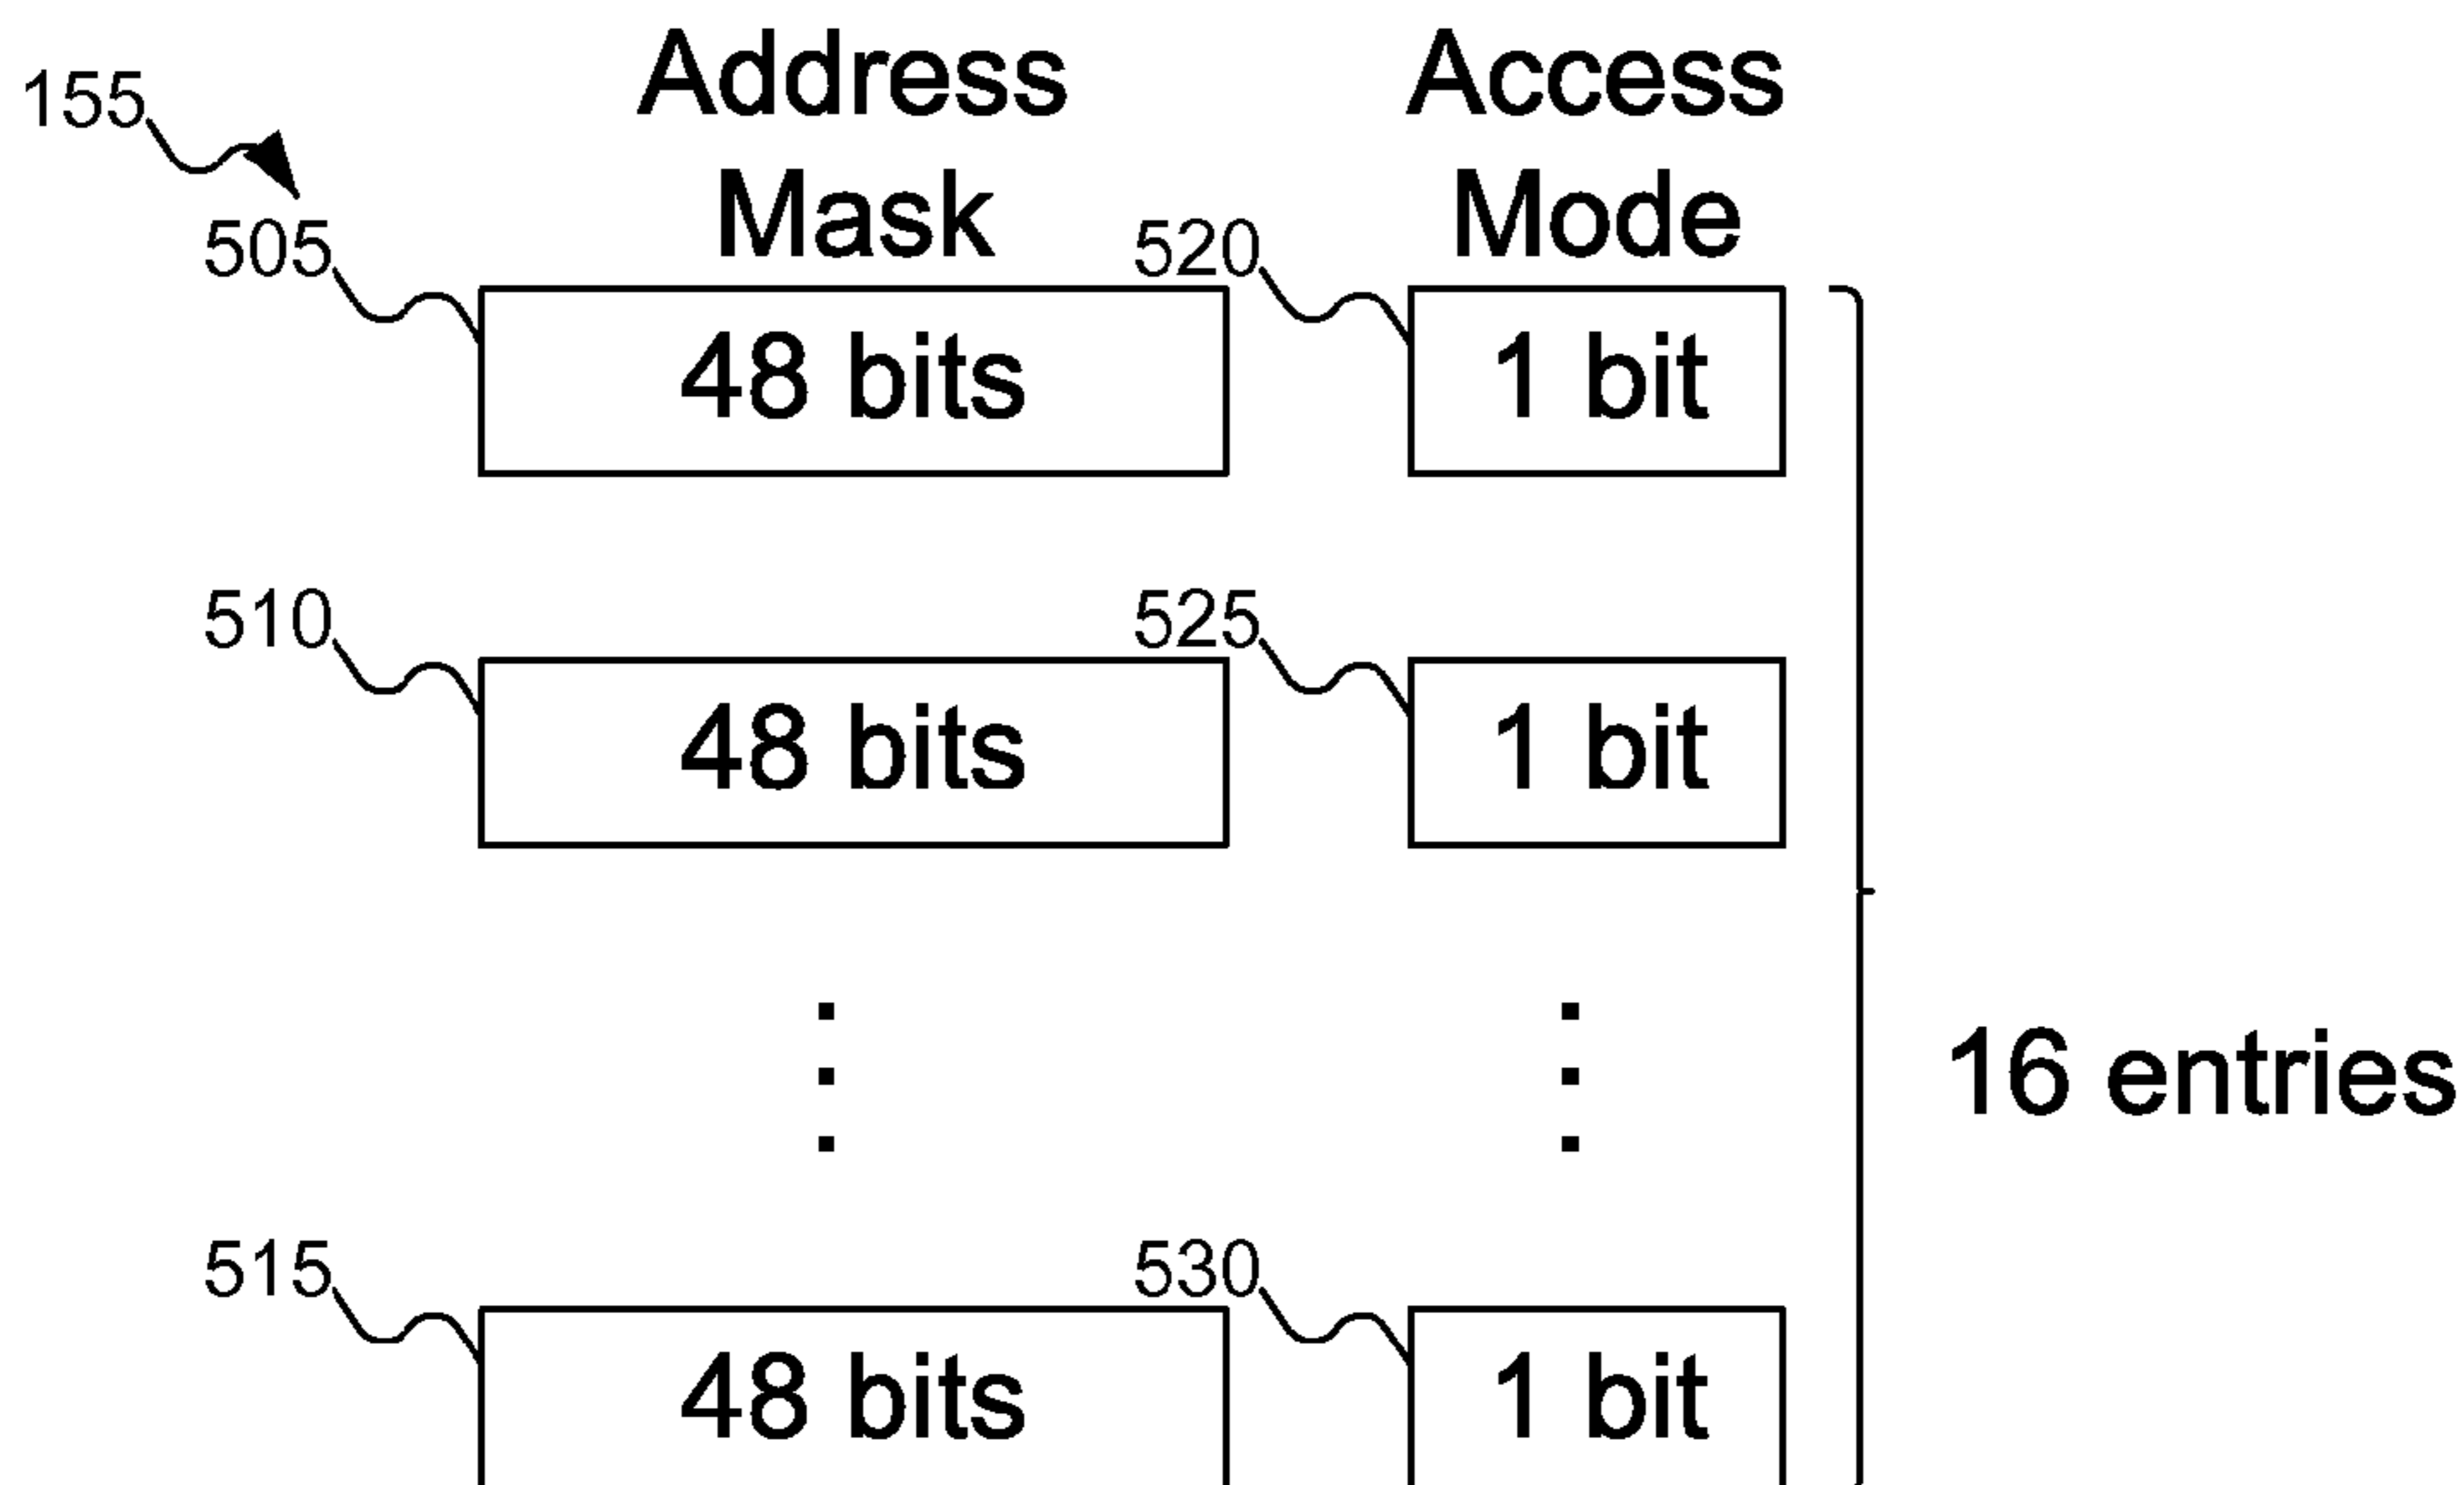 155
Address Mask
Access Mode
505
520
48 bits
1 bit
510
525
48 bits
1 bit
16 entries
515
530
48 bits
1 bit